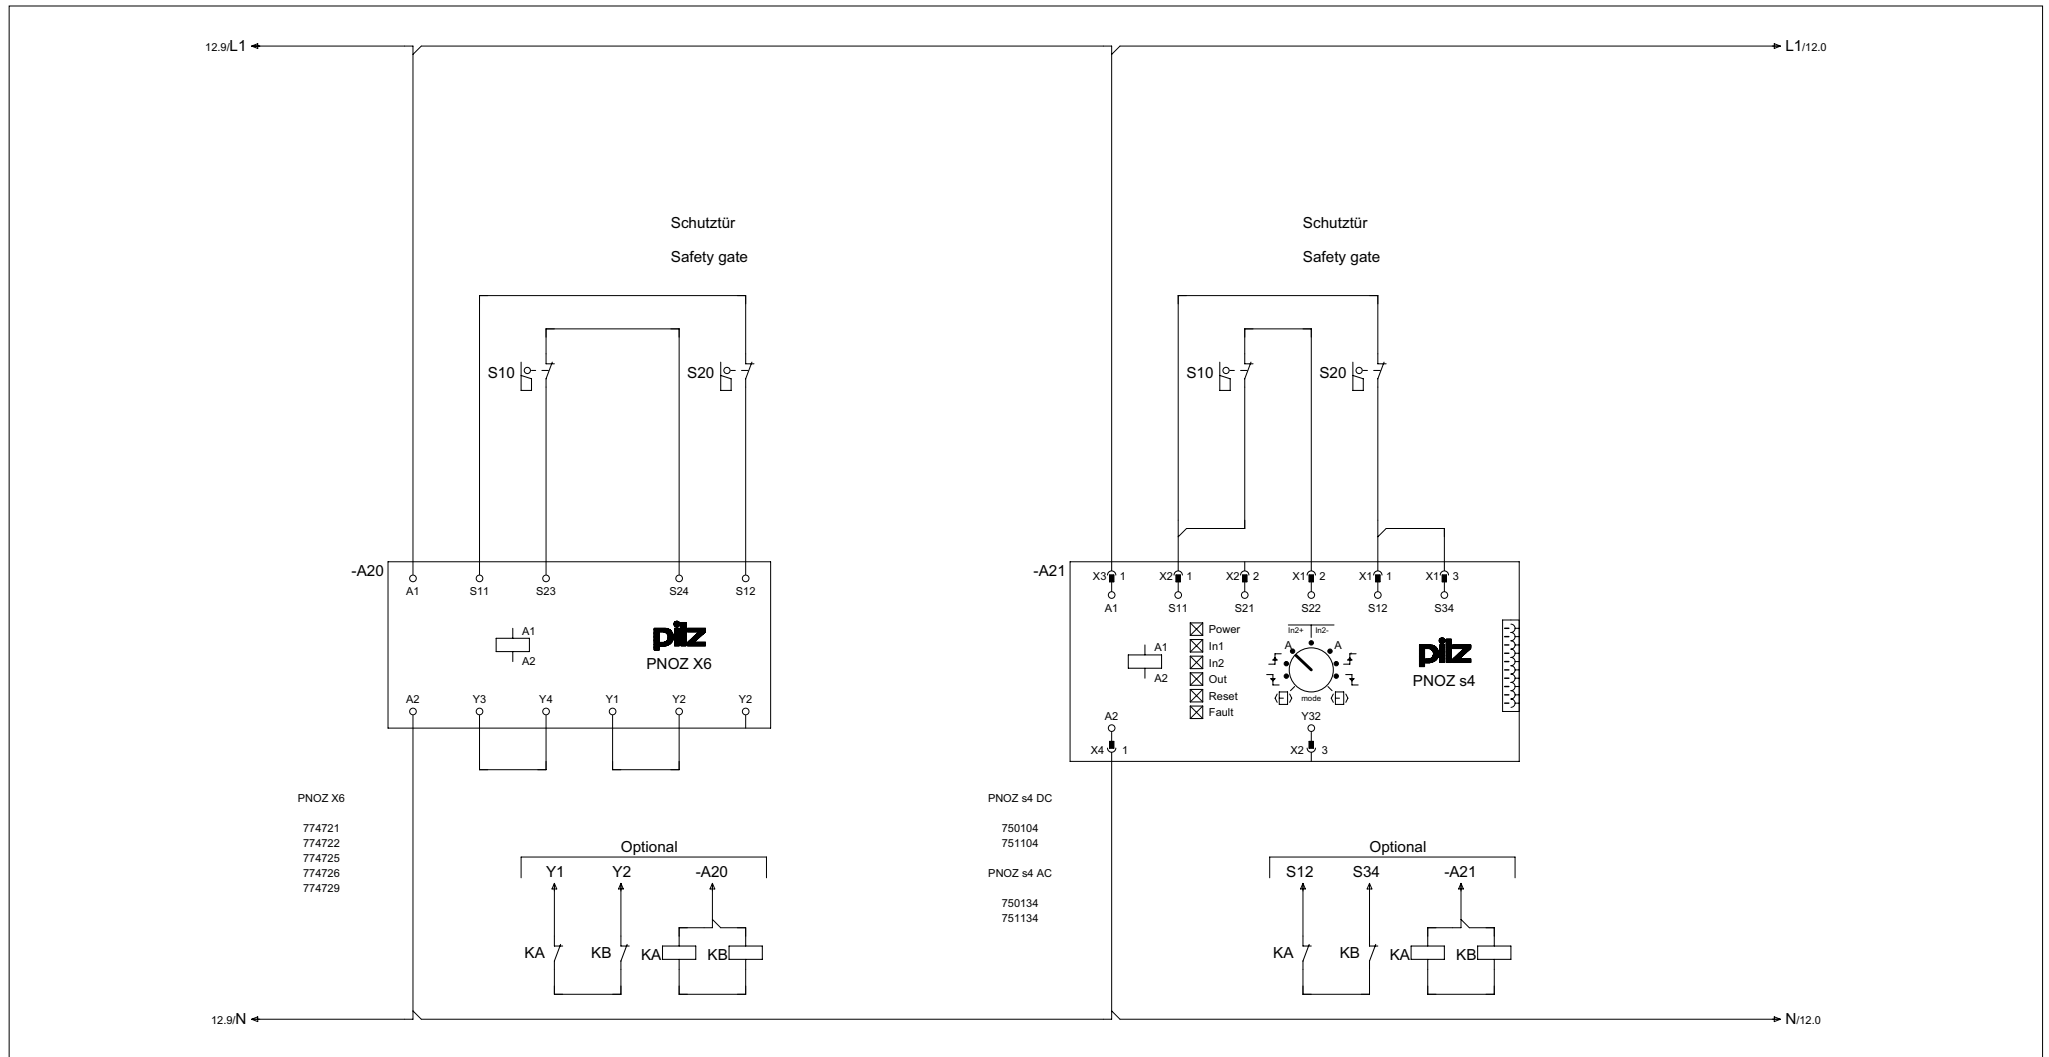 12.9/L1
L1/12.0
Schutztür
Safety gate
Schutztür
Safety gate
S10
S20
S10
S20
-A20
A1 S11 S23 S24 S12
A1
A2
pilz
PNOZ X6
A2 Y3 Y4 Y1 Y2 Y2
-A21
X3 1 X2 1 X2 2 X1 2 X1 1 X1 3
A1 S11 S21 S22 S12 S34
Power
In1
In2
Out
Reset
Fault
In2+ In2-
A A
mode
A1
A2
pilz
PNOZ s4
A2 Y32
X4 1 X2 3
PNOZ X6
774721
774722
774725
774726
774729
Optional
Y1 Y2 -A20
KA KB KA KB
PNOZ s4 DC
750104
751104
PNOZ s4 AC
750134
751134
Optional
S12 S34 -A21
KA KB KA KB
12.9/N
N/12.0